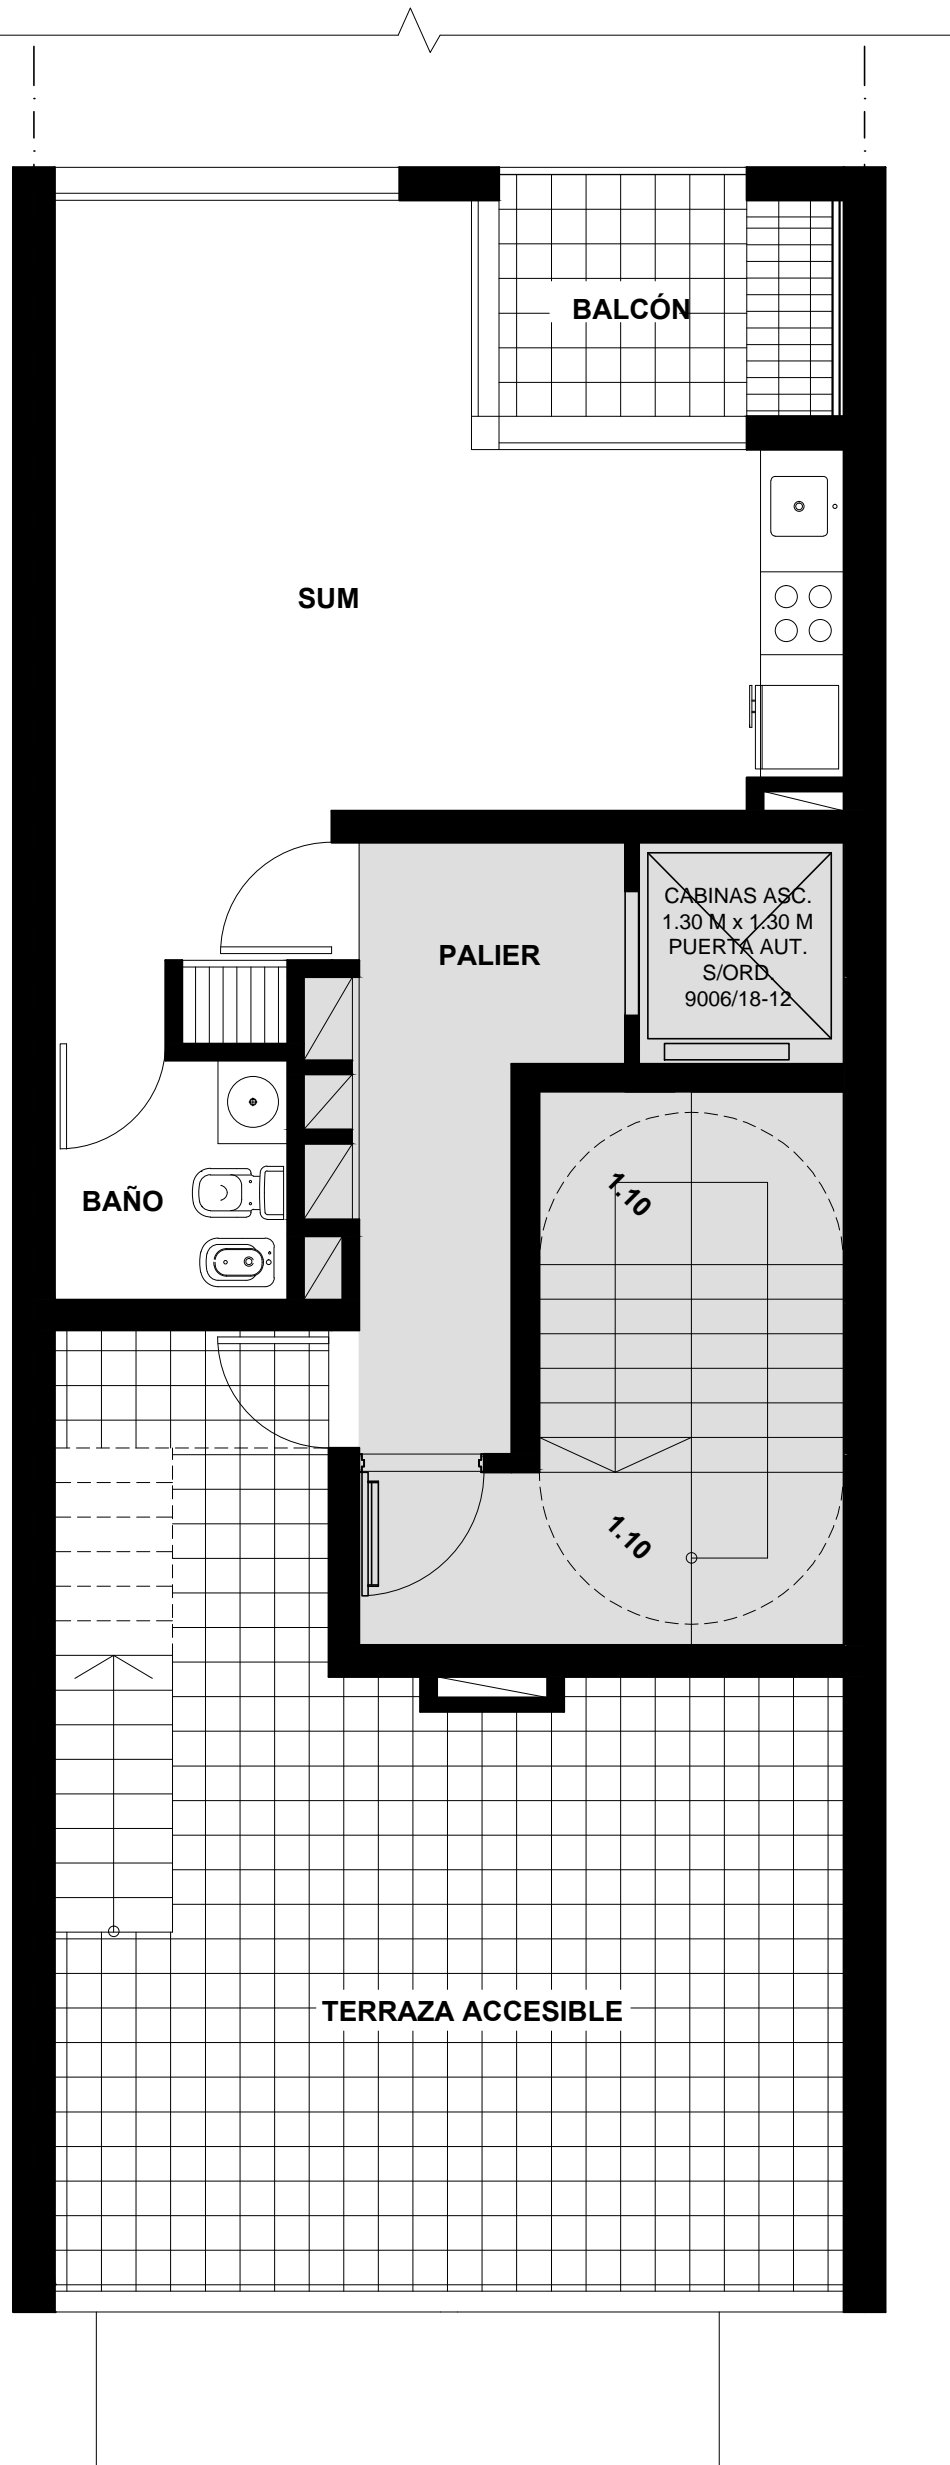 BALCÓN
SUM
CABINAS ASC.
1.30 M x 1.30 M
PUERTA AUT.
S/ORD.
9006/18-12
PALIER
1.10
BAÑO
1.10
TERRAZA ACCESIBLE